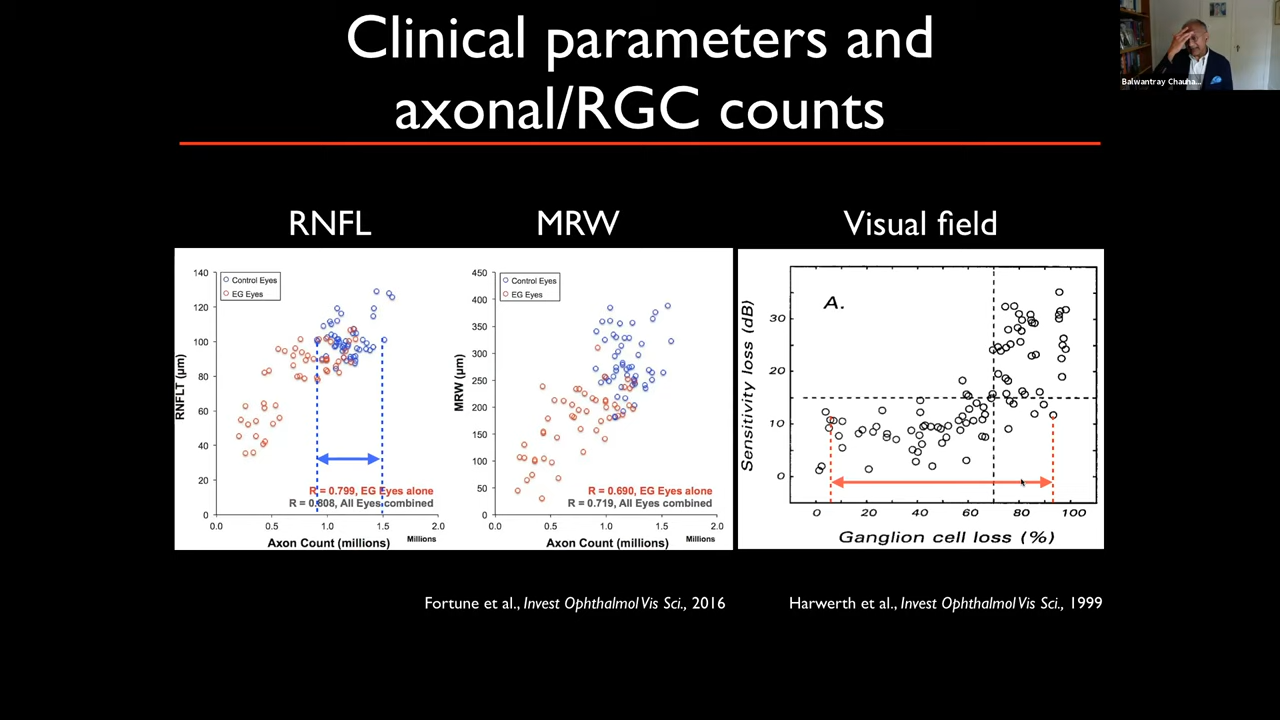 Clinical parameters and
axonal/RGC counts
Balwantray Chauha...
RNFL
MRW
Visual field
140
120
100
80
60
40
20
0
RNFLT (µm)
Control Eyes
EG Eyes
R = 0.799, EG Eyes alone
R = 0.808, All Eyes combined
0.0 0.5 1.0 1.5 2.0
Axon Count (millions)
Millions
450
400
350
300
250
200
150
100
50
0
MRW (µm)
Control Eyes
EG Eyes
R = 0.690, EG Eyes alone
R = 0.719, All Eyes combined
0.0 0.5 1.0 1.5 2.0
Axon Count (millions)
Millions
A.
Sensitivity loss (dB)
30
20
10
0
0 20 40 60 80 100
Ganglion cell loss (%)
Fortune et al., Invest Ophthalmol Vis Sci., 2016
Harwerth et al., Invest Ophthalmol Vis Sci., 1999